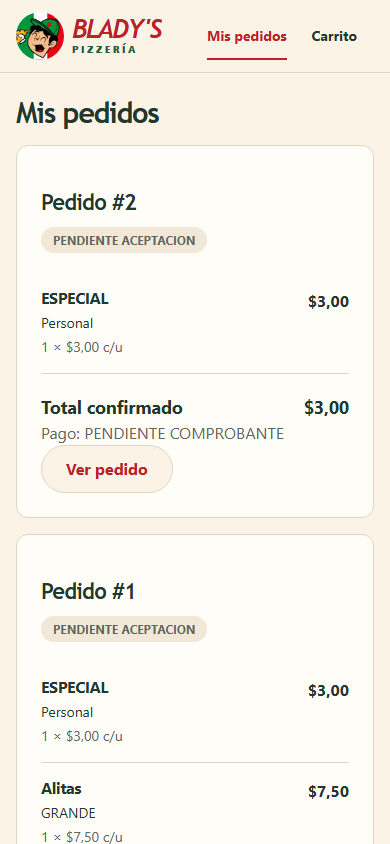 BLADY'S
PIZZERÍA
Mis pedidos
Carrito
Mis pedidos
Pedido #2
PENDIENTE ACEPTACION
ESPECIAL
$3,00
Personal
1 × $3,00 c/u
Total confirmado
$3,00
Pago: PENDIENTE COMPROBANTE
Ver pedido
Pedido #1
PENDIENTE ACEPTACION
ESPECIAL
$3,00
Personal
1 × $3,00 c/u
Alitas
$7,50
GRANDE
1 × $7,50 c/u